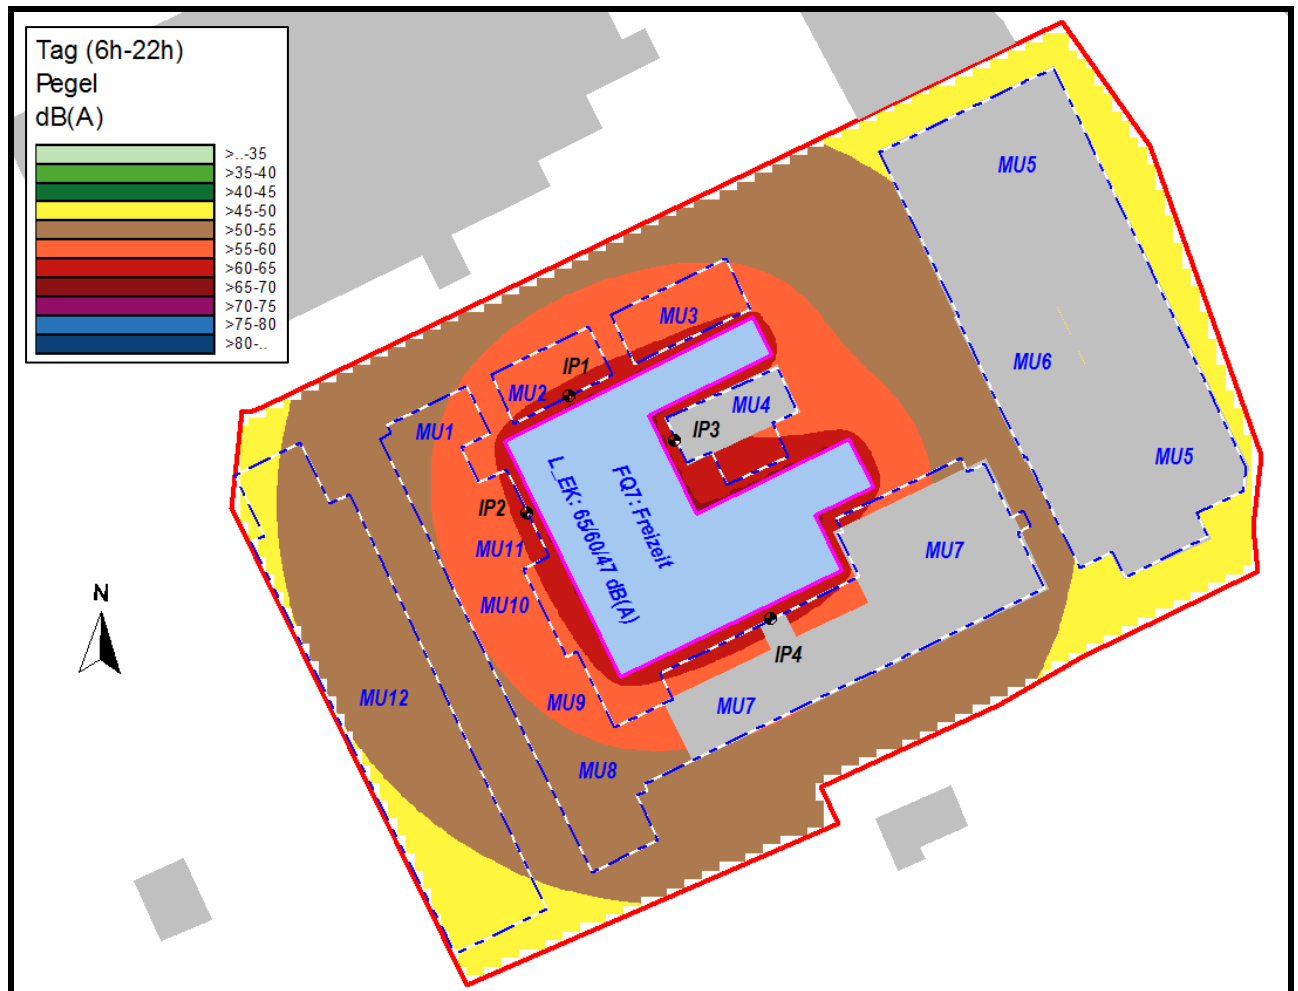 Tag (6h-22h)
Pegel
dB(A)
>..-35
>35-40
>40-45
>45-50
>50-55
>55-60
>60-65
>65-70
>70-75
>75-80
>80-..
MU5
MU3
IP1
MU2
MU4
MU6
MU1
IP3
MU5
FQ7: Freizeit
L_EK: 65/60/47 dB(A)
IP2
MU11
MU7
N
MU10
IP4
MU12
MU9
MU7
MU8